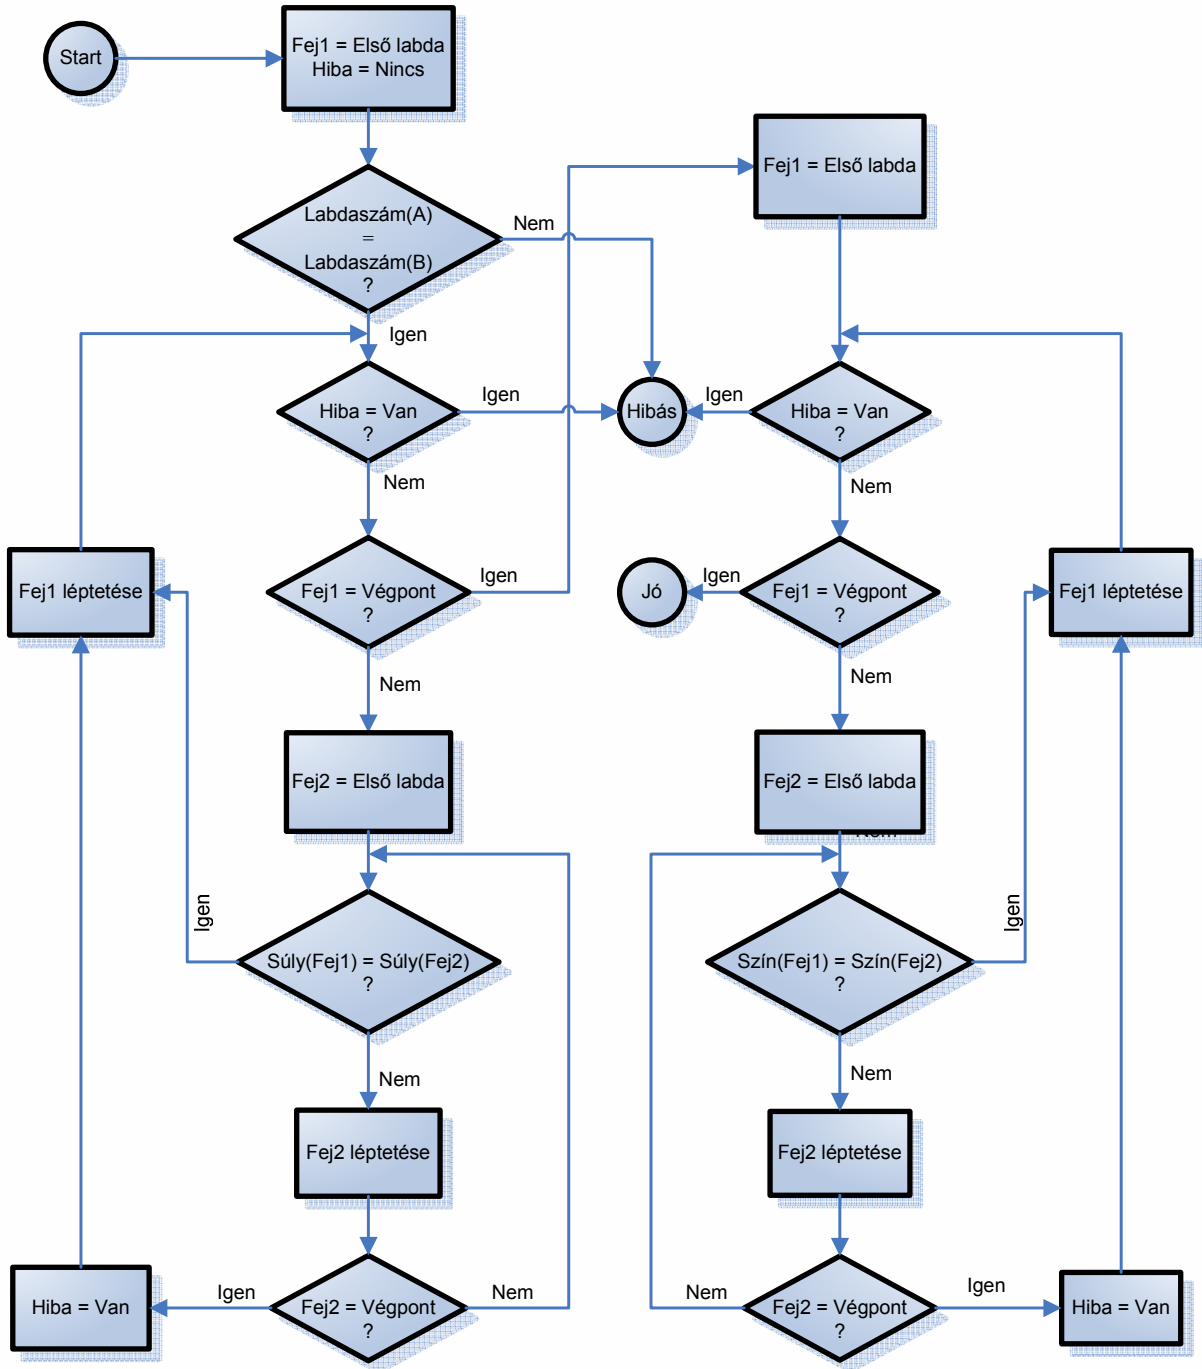 Start
Fej1 = Első labda
Hiba = Nincs
Fej1 = Első labda
Labdaszám(A)
=
Labdaszám(B)
?
Nem
Igen
Hiba = Van
?
Igen
Hibás
Igen
Hiba = Van
?
Nem
Nem
Fej1 léptetése
Fej1 = Végpont
?
Igen
Jó
Igen
Fej1 = Végpont
?
Fej1 léptetése
Nem
Nem
Fej2 = Első labda
Fej2 = Első labda
Nem
Igen
Súly(Fej1) = Súly(Fej2)
?
Szín(Fej1) = Szín(Fej2)
?
Igen
Nem
Nem
Fej2 léptetése
Fej2 léptetése
Hiba = Van
Igen
Fej2 = Végpont
?
Nem
Nem
Fej2 = Végpont
?
Igen
Hiba = Van